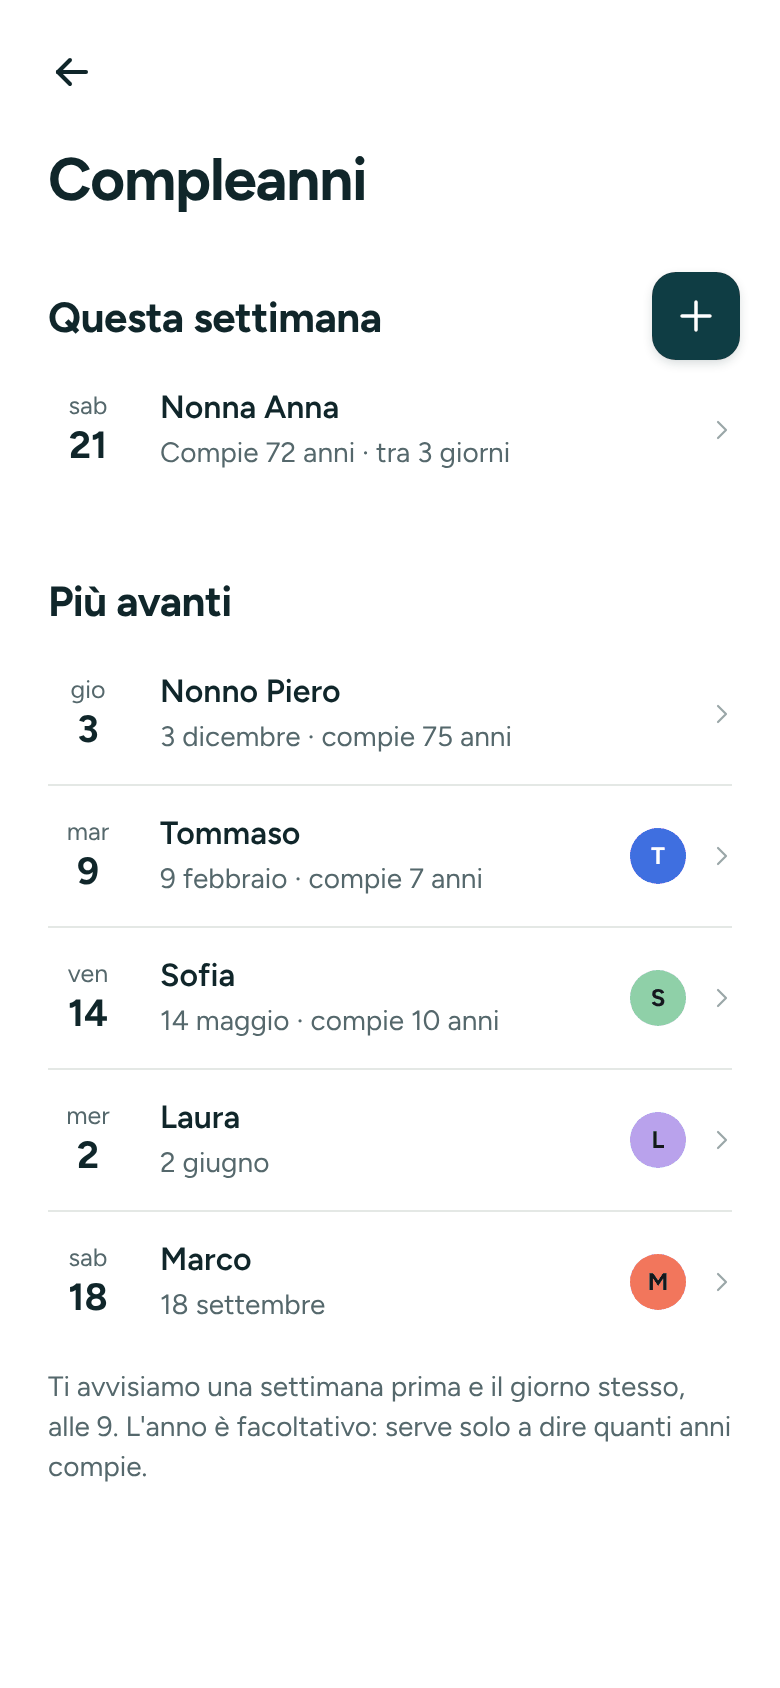 Compleanni
Questa settimana
sab
21
Nonna Anna
Compie 72 anni · tra 3 giorni
Più avanti
gio
3
Nonno Piero
3 dicembre · compie 75 anni
mar
9
Tommaso
9 febbraio · compie 7 anni
T
ven
14
Sofia
14 maggio · compie 10 anni
S
mer
2
Laura
2 giugno
L
sab
18
Marco
18 settembre
M
Ti avvisiamo una settimana prima e il giorno stesso,
alle 9. L'anno è facoltativo: serve solo a dire quanti anni
compie.